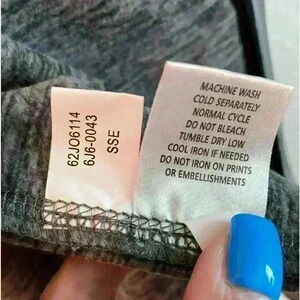 62JO6114
6J6-0043
SSE
MACHINE WASH
COLD SEPARATELY
NORMAL CYCLE
DO NOT BLEACH
TUMBLE DRY LOW
COOL IRON IF NEEDED
DO NOT IRON ON PRINTS
OR EMBELLISHMENTS